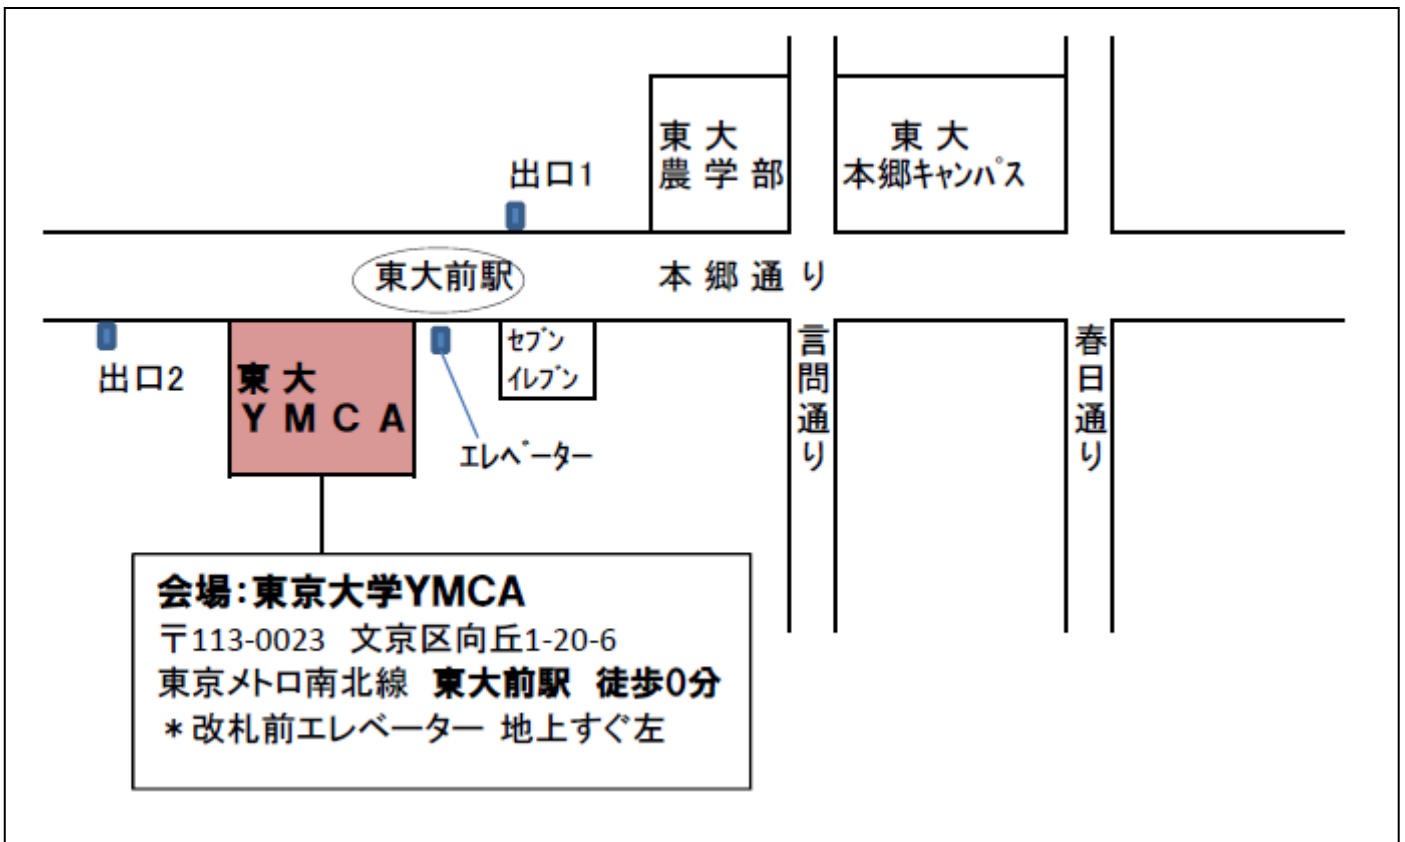 東大
農学部
東大
本郷キャンパス
出口1
東大前駅
本郷通り
出口2
東大
YMCA
セブン
イレブン
エレベーター
言問通り
春日通り
会場:東京大学YMCA
〒113-0023 文京区向丘1-20-6
東京メトロ南北線 東大前駅 徒歩0分
*改札前エレベーター 地上すぐ左